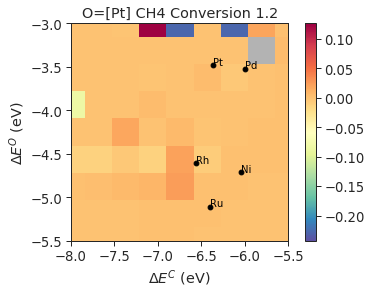 O=[Pt] CH4 Conversion 1.2
−3.0
−3.5
−4.0
−4.5
−5.0
−5.5
ΔE^O (eV)
Pt
Pd
Rh
Ni
Ru
−8.0 −7.5 −7.0 −6.5 −6.0 −5.5
ΔE^C (eV)
0.10
0.05
0.00
−0.05
−0.10
−0.15
−0.20